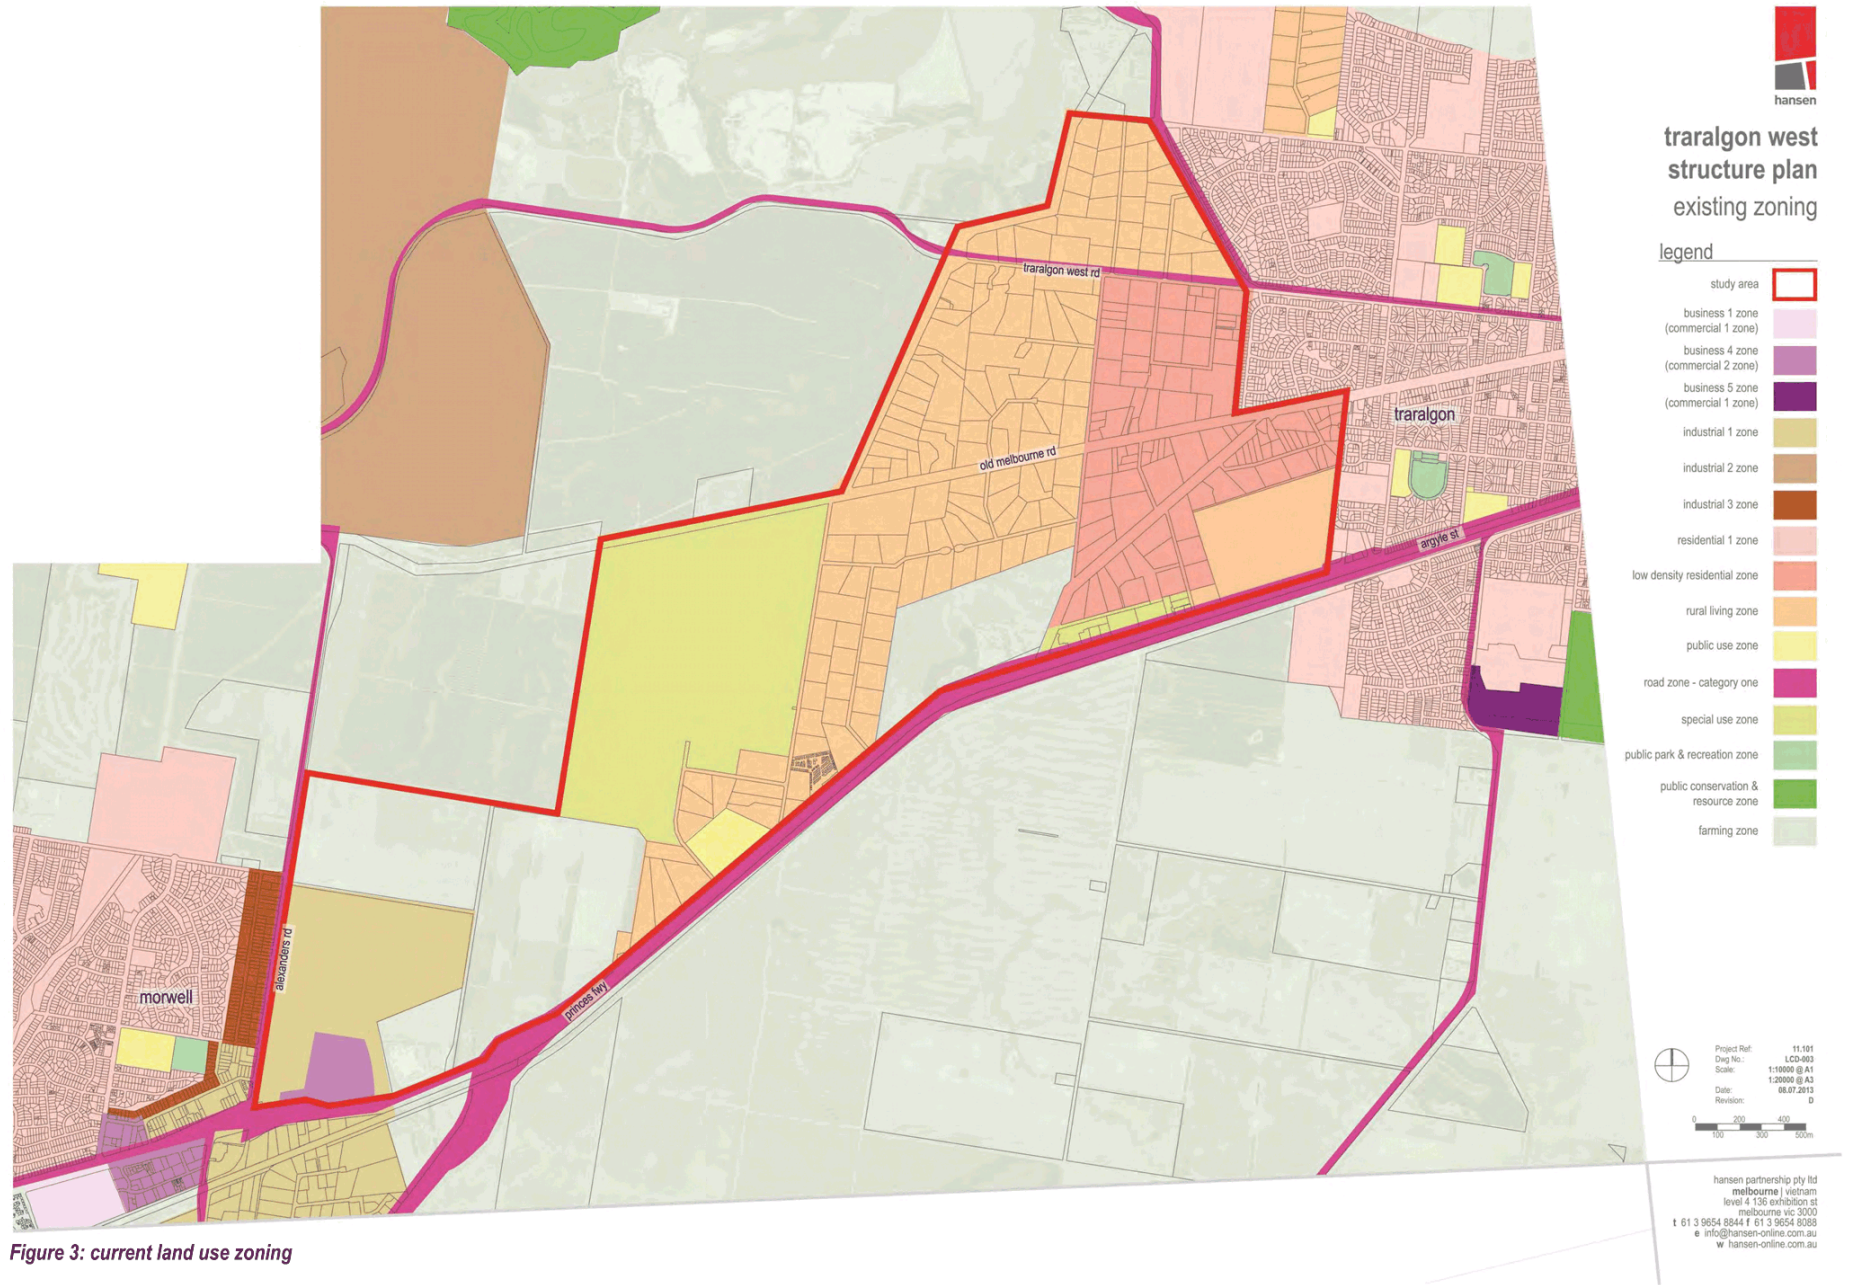 hansen
traralgon west
structure plan
existing zoning
legend
study area
business 1 zone
(commercial 1 zone)
business 4 zone
(commercial 2 zone)
business 5 zone
(commercial 1 zone)
industrial 1 zone
industrial 2 zone
industrial 3 zone
residential 1 zone
low density residential zone
rural living zone
public use zone
road zone - category one
special use zone
public park & recreation zone
public conservation &
resource zone
farming zone
traralgon west rd
old melbourne rd
traralgon
argyle st
alexanders rd
morwell
princes fwy
Project Ref: 11.101
Dwg No.: LCD-003
Scale: 1:10000 @ A1
1:20000 @ A3
Date: 08.07.2013
Revision: D
0 200 400
100 300 500m
hansen partnership pty ltd
melbourne | vietnam
level 4 136 exhibition st
melbourne vic 3000
t 61 3 9654 8844 f 61 3 9654 8088
e info@hansen-online.com.au
w hansen-online.com.au
Figure 3: current land use zoning